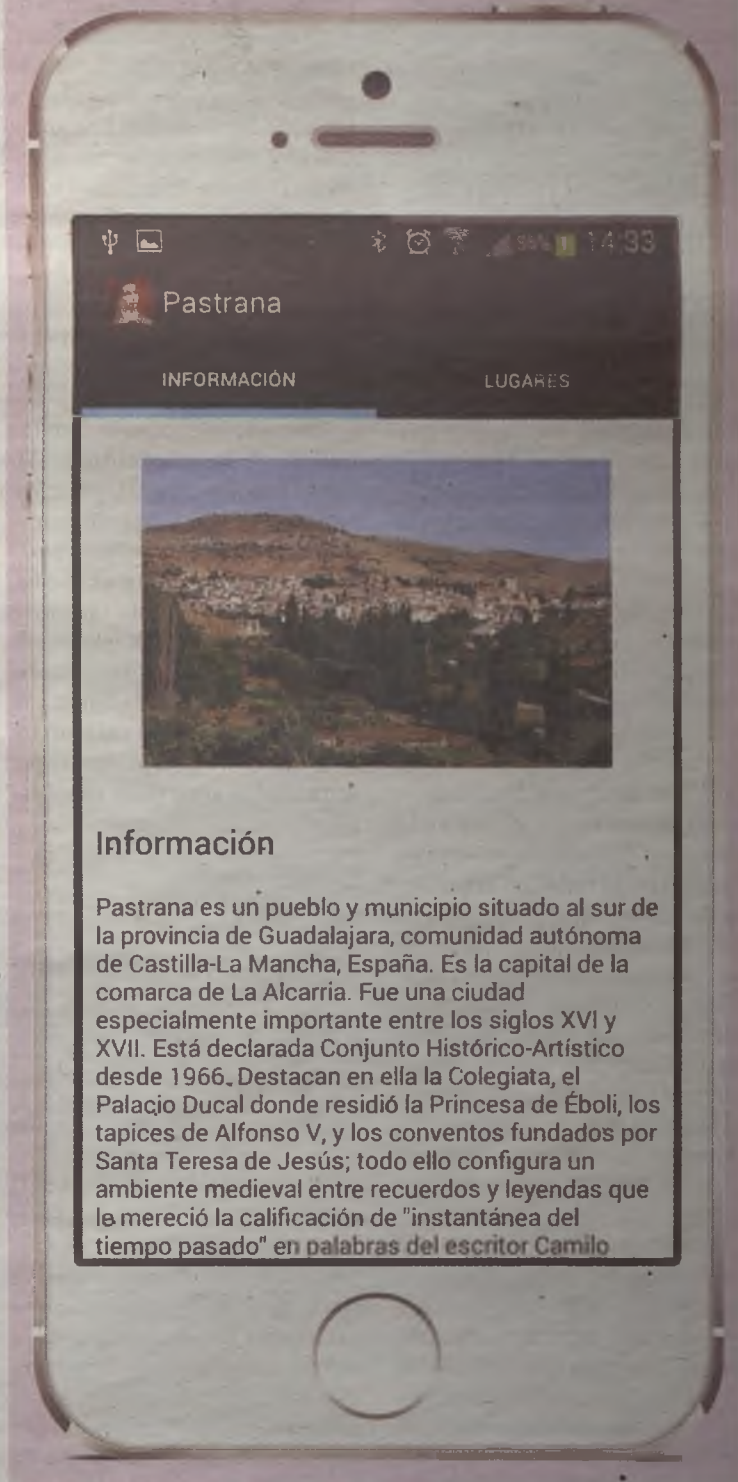 14:33
Pastrana
INFORMACIÓN LUGARES
Información
Pastrana es un pueblo y municipio situado al sur de
la provincia de Guadalajara, comunidad autónoma
de Castilla-La Mancha, España. Es la capital de la
comarca de La Alcarria. Fue una ciudad
especialmente importante entre los siglos XVI y
XVII. Está declarada Conjunto Histórico-Artístico
desde 1966. Destacan en ella la Colegiata, el
Palacio Ducal donde residió la Princesa de Éboli, los
tapices de Alfonso V, y los conventos fundados por
Santa Teresa de Jesús; todo ello configura un
ambiente medieval entre recuerdos y leyendas que
le mereció la calificación de "instantánea del
tiempo pasado" en palabras del escritor Camilo